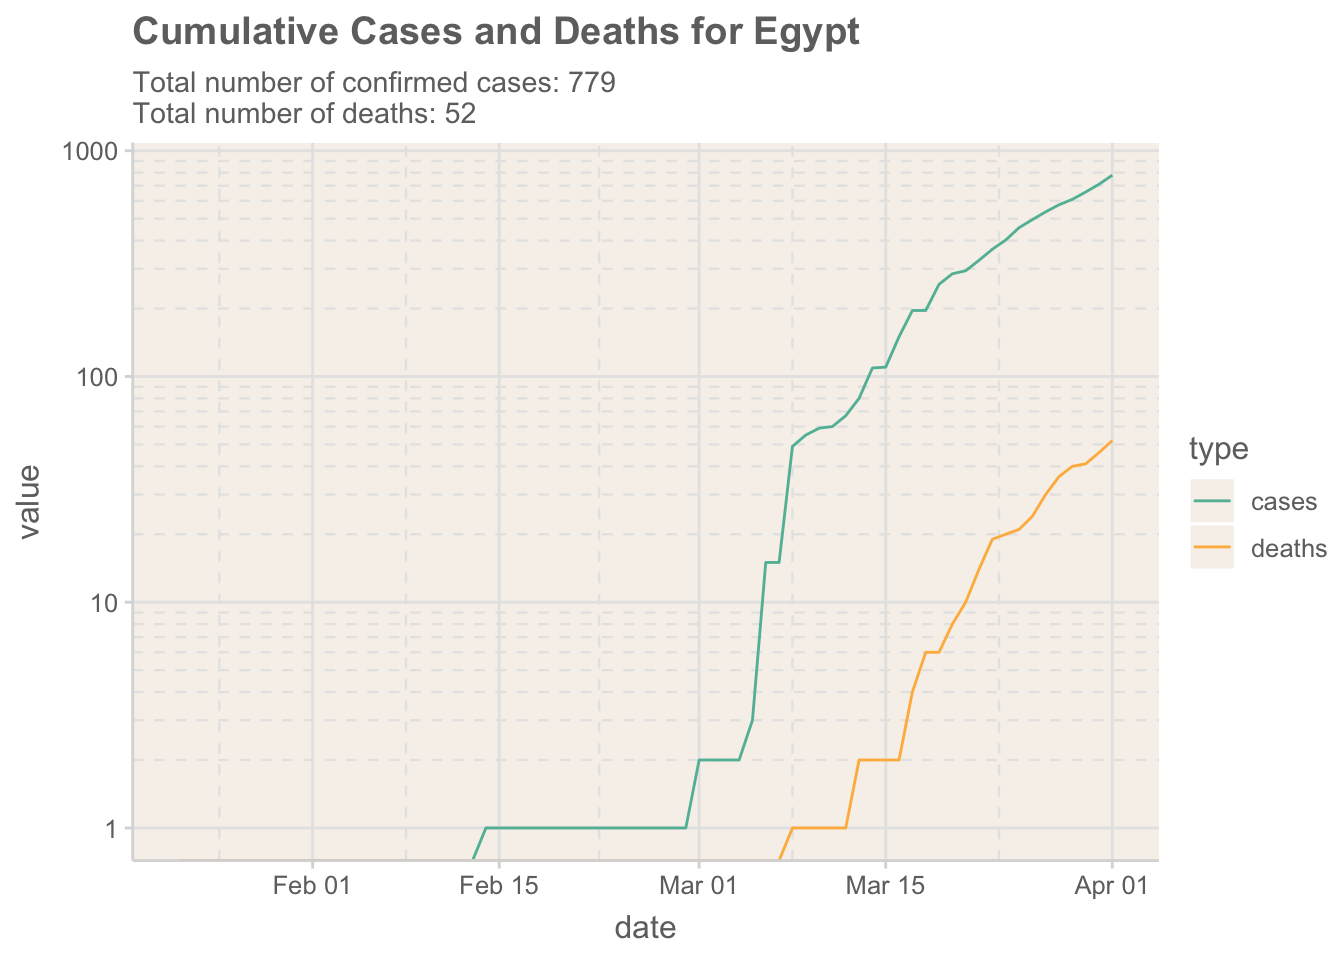 Cumulative Cases and Deaths for Egypt
Total number of confirmed cases: 779
Total number of deaths: 52
1000
100
10
1
value
Feb 01
Feb 15
Mar 01
Mar 15
Apr 01
date
type
cases
deaths